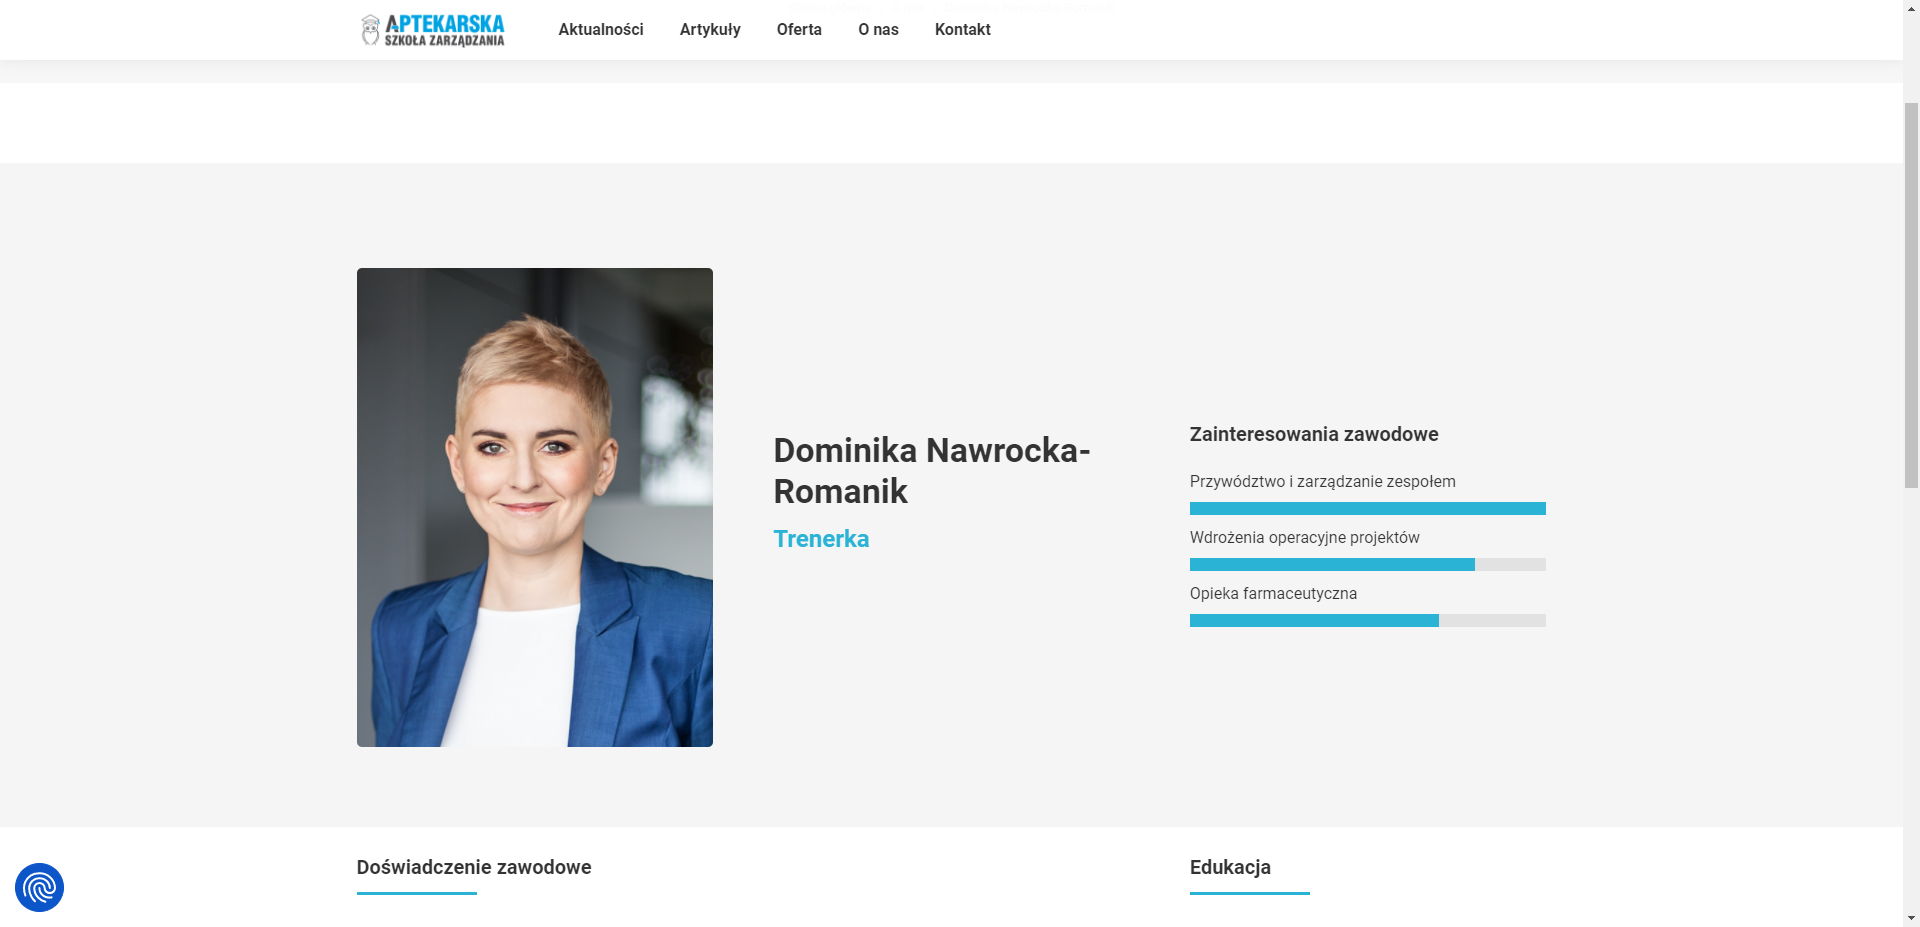 APTEKARSKA
SZKOŁA ZARZĄDZANIA
Aktualności
Artykuły
Oferta
O nas
Kontakt
Dominika Nawrocka-
Romanik
Trenerka
Zainteresowania zawodowe
Przywództwo i zarządzanie zespołem
Wdrożenia operacyjne projektów
Opieka farmaceutyczna
Doświadczenie zawodowe
Edukacja